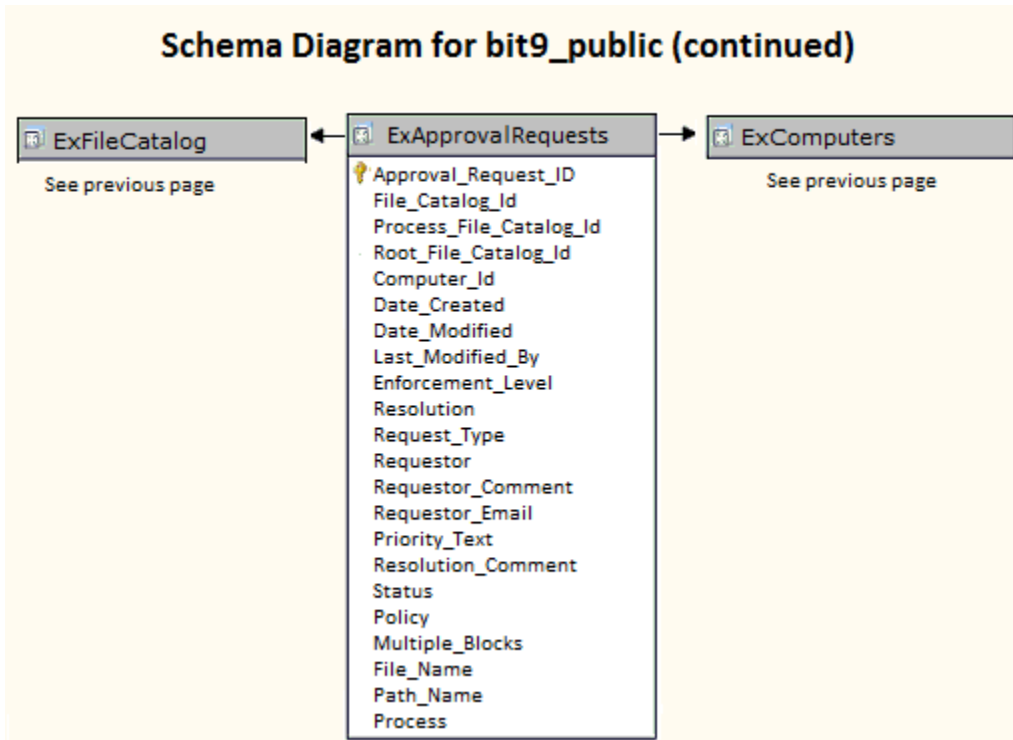 Schema Diagram for bit9_public (continued)
ExFileCatalog
See previous page
ExApprovalRequests
Approval_Request_ID
File_Catalog_Id
Process_File_Catalog_Id
Root_File_Catalog_Id
Computer_Id
Date_Created
Date_Modified
Last_Modified_By
Enforcement_Level
Resolution
Request_Type
Requestor
Requestor_Comment
Requestor_Email
Priority_Text
Resolution_Comment
Status
Policy
Multiple_Blocks
File_Name
Path_Name
Process
ExComputers
See previous page